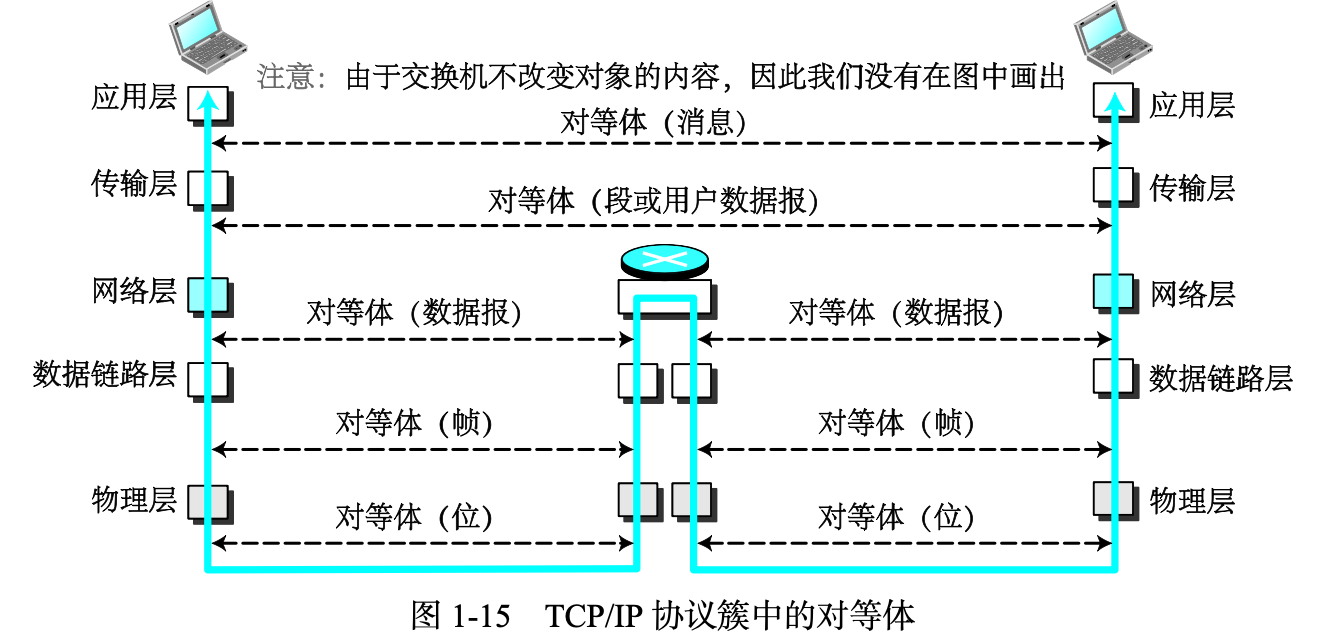 注意：由于交换机不改变对象的内容，因此我们没有在图中画出
应用层
应用层
对等体（消息）
传输层
传输层
对等体（段或用户数据报）
网络层
网络层
对等体（数据报）
对等体（数据报）
数据链路层
数据链路层
对等体（帧）
对等体（帧）
物理层
物理层
对等体（位）
对等体（位）
图 1-15 TCP/IP 协议簇中的对等体